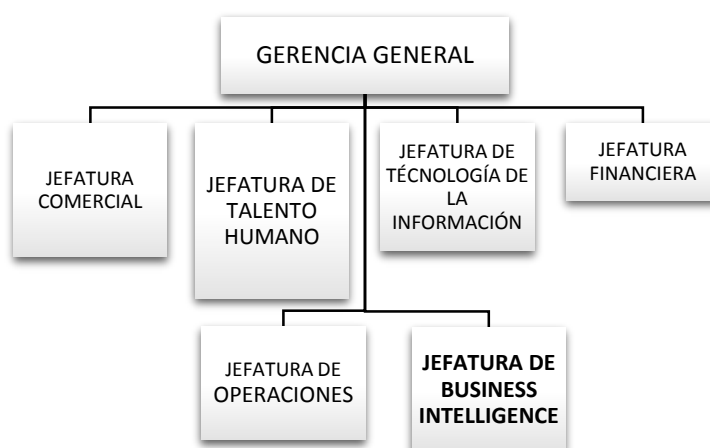 GERENCIA GENERAL
JEFATURA
COMERCIAL
JEFATURA DE
TALENTO
HUMANO
JEFATURA DE
TÉCNOLOGÍA DE
LA
INFORMACIÓN
JEFATURA
FINANCIERA
JEFATURA DE
OPERACIONES
JEFATURA DE
BUSINESS
INTELLIGENCE